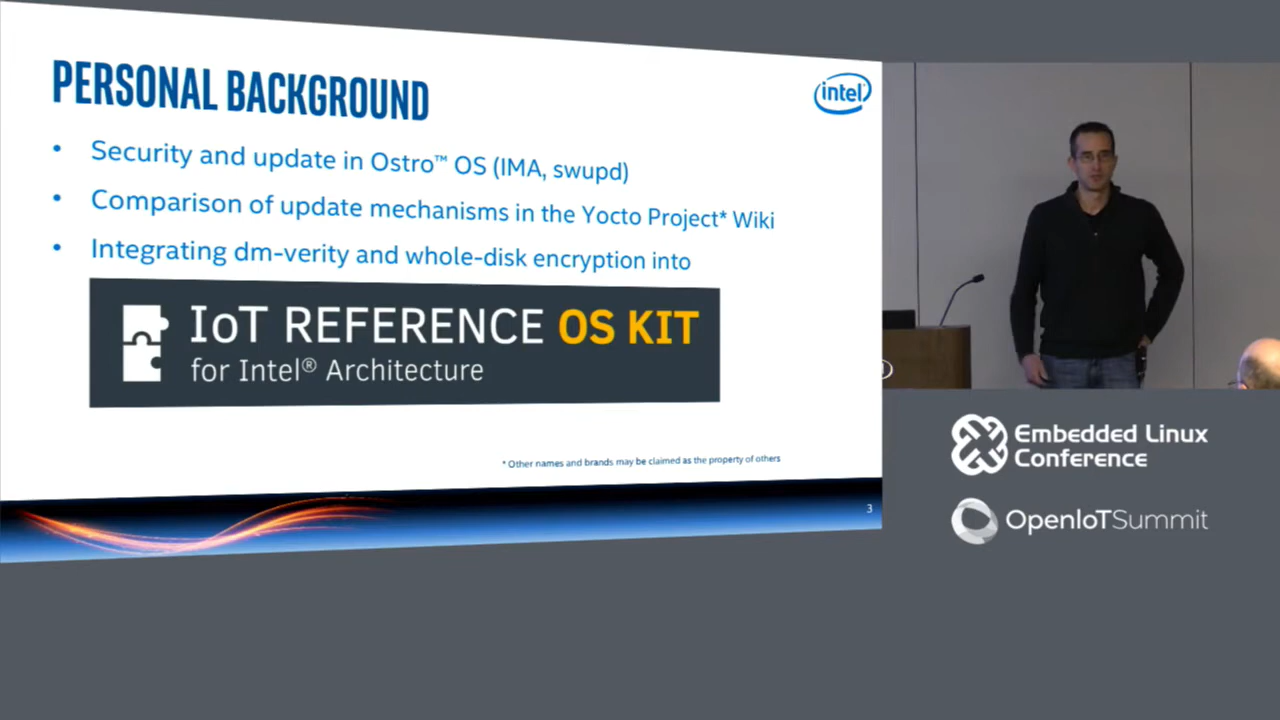 PERSONAL BACKGROUND
intel
• Security and update in Ostro™ OS (IMA, swupd)
• Comparison of update mechanisms in the Yocto Project* Wiki
• Integrating dm-verity and whole-disk encryption into
IoT REFERENCE OS KIT
for Intel® Architecture
* Other names and brands may be claimed as the property of others
3
Embedded Linux
Conference
OpenIoTSummit